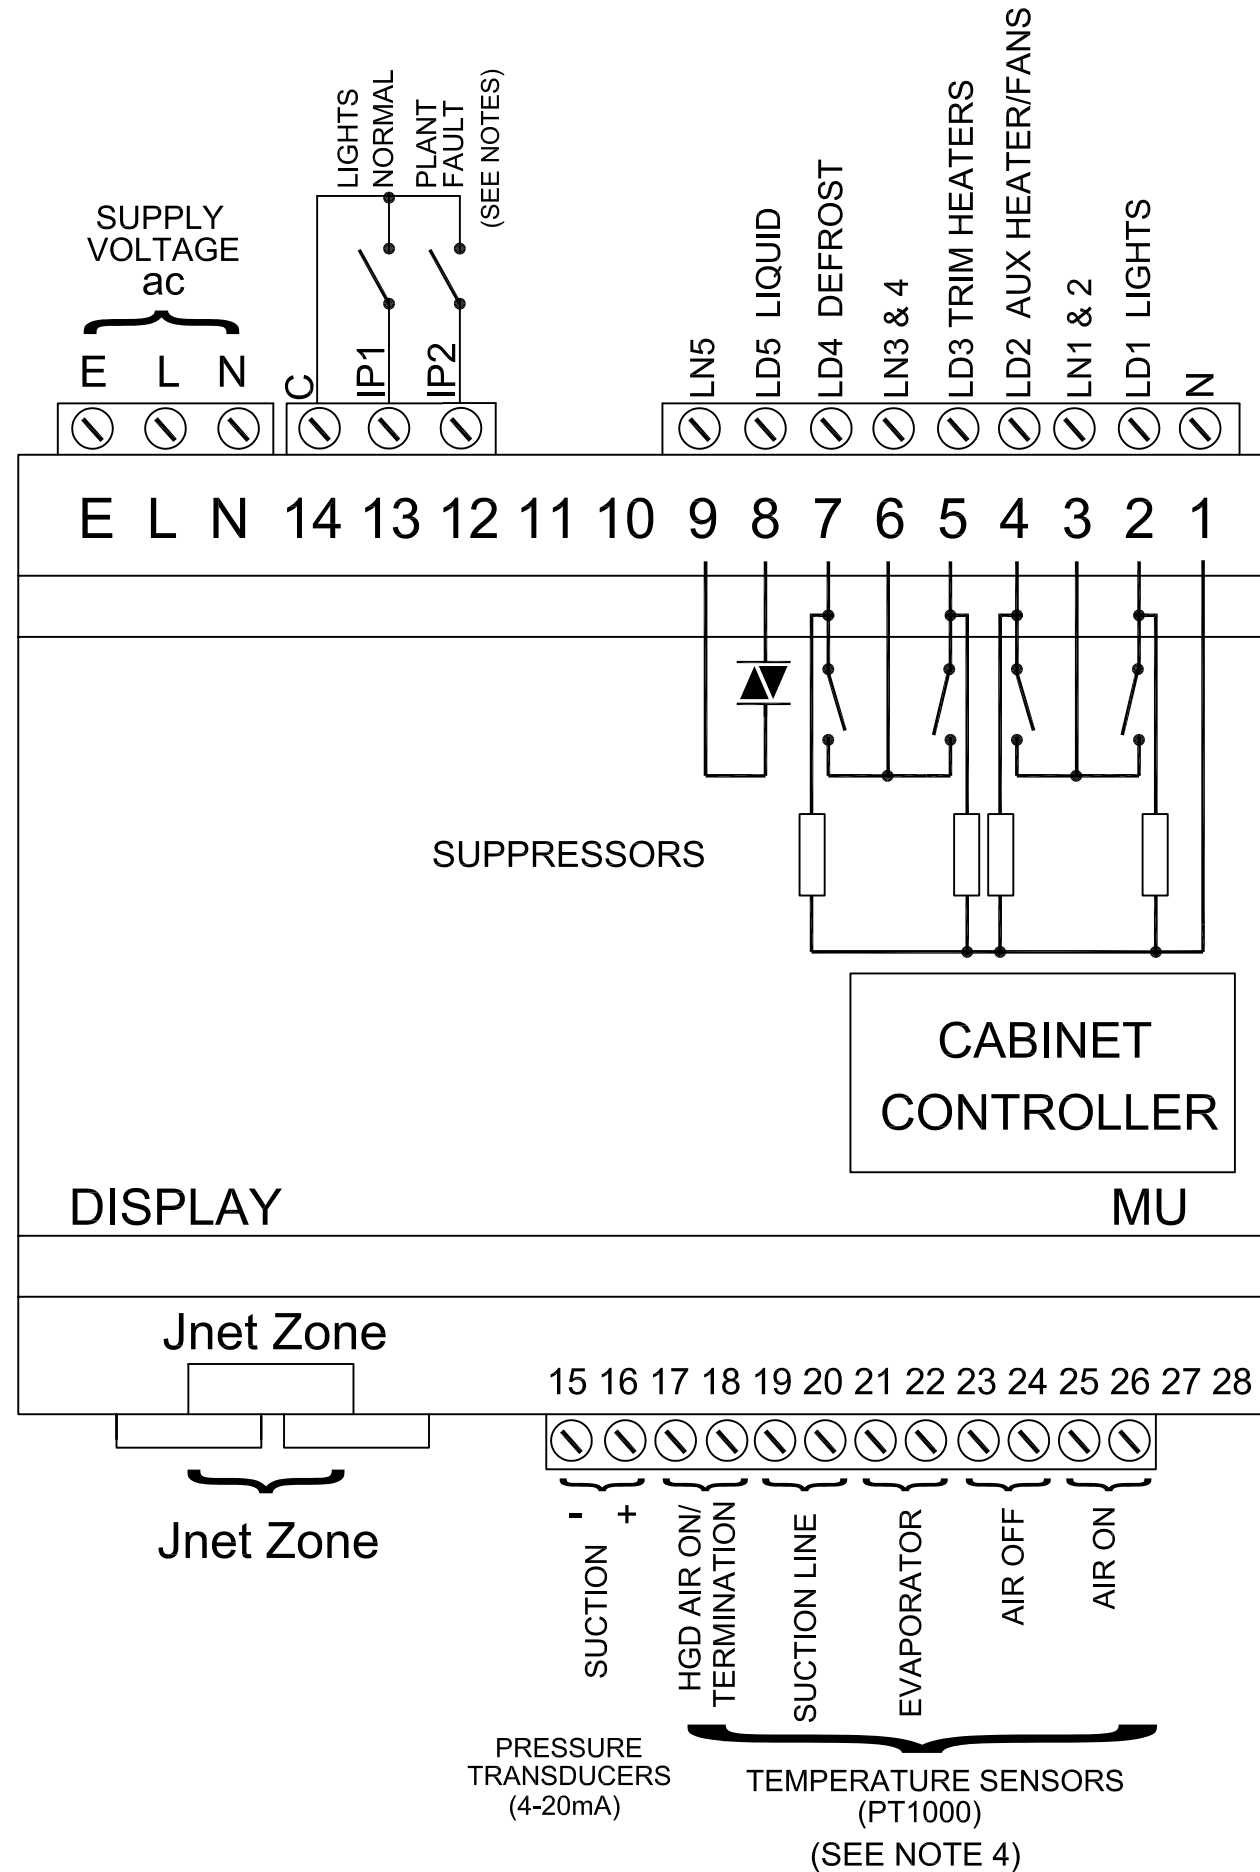 SUPPLY
VOLTAGE
ac
E L N
LIGHTS
NORMAL
PLANT
FAULT
(SEE NOTES)
C
IP1
IP2
LN5
LD5 LIQUID
LD4 DEFROST
LN3 & 4
LD3 TRIM HEATERS
LD2 AUX HEATER/FANS
LN1 & 2
LD1 LIGHTS
N
E L N 14 13 12 11 10 9 8 7 6 5 4 3 2 1
SUPPRESSORS
CABINET
CONTROLLER
DISPLAY
MU
Jnet Zone
15 16 17 18 19 20 21 22 23 24 25 26 27 28
Jnet Zone
- +
SUCTION
HGD AIR ON/
TERMINATION
SUCTION LINE
EVAPORATOR
AIR OFF
AIR ON
PRESSURE
TRANSDUCERS
(4-20mA)
TEMPERATURE SENSORS
(PT1000)
(SEE NOTE 4)